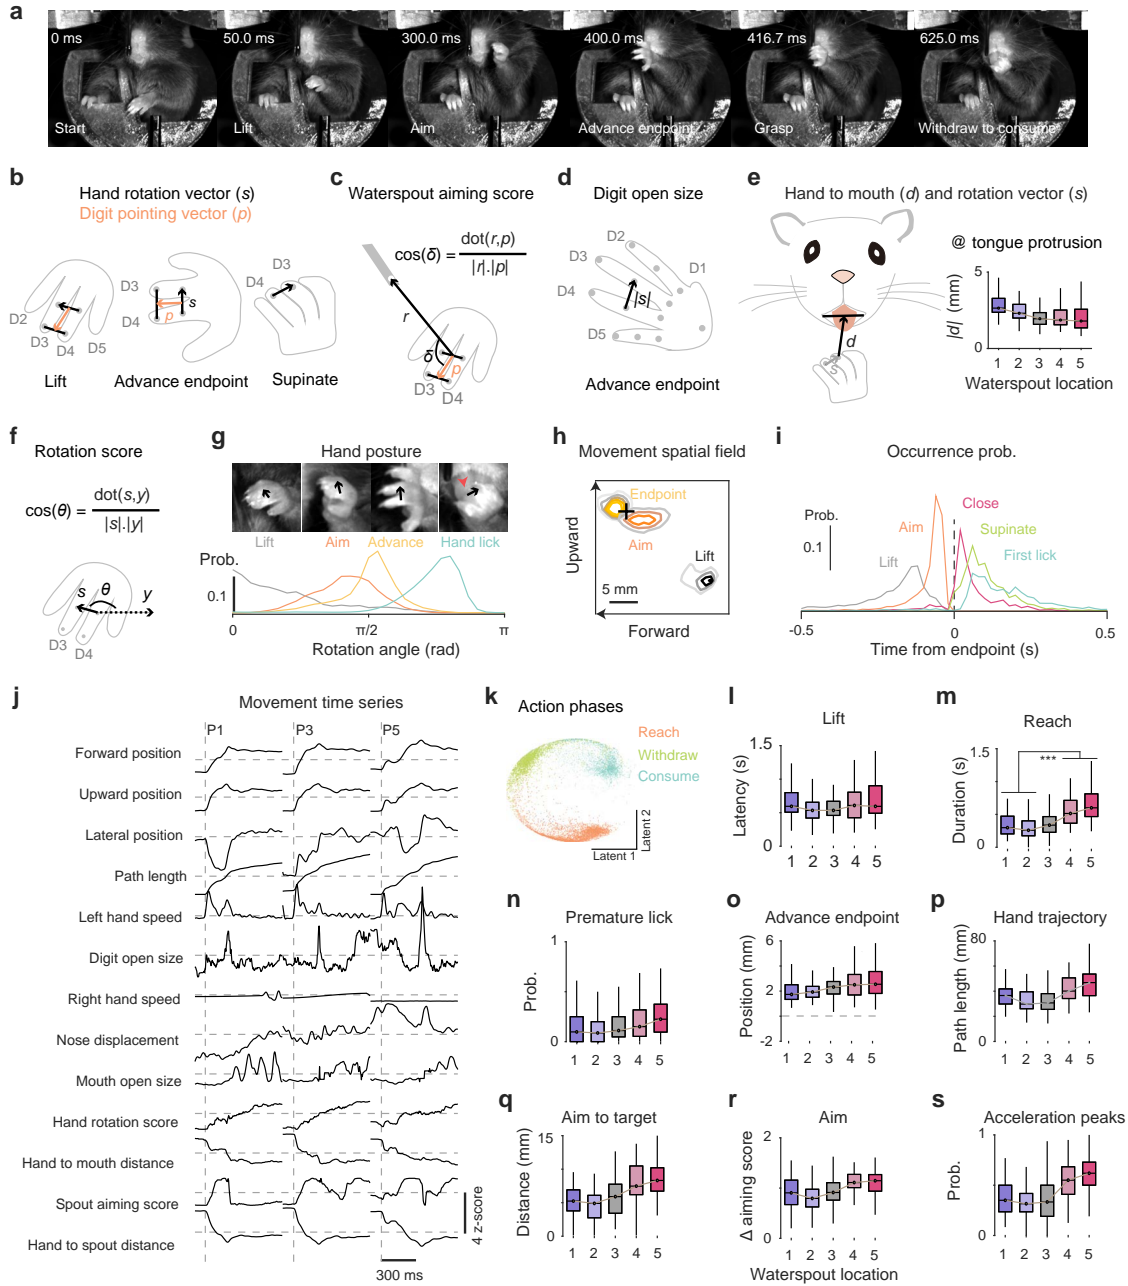 a
0 ms
50.0 ms
300.0 ms
400.0 ms
416.7 ms
625.0 ms
Start
Lift
Aim
Advance endpoint
Grasp
Withdraw to consume
b
Hand rotation vector (s)
Digit pointing vector (p)
D3
D4
D3
s
D2
p
D4
D3
D4
D5
Lift
Advance endpoint
Supinate
c
Waterspout aiming score
cos(δ) = dot(r,p)
|r|.|p|
r
δ
p
D3
D4
d
Digit open size
D2
D3
D1
D4
|s|
D5
Advance endpoint
e
Hand to mouth (d) and rotation vector (s)
@ tongue protrusion
5
|d| (mm)
0
1 2 3 4 5
Waterspout location
d
s
f
Rotation score
cos(θ) = dot(s,y)
|s|.|y|
s
θ
y
D3
D4
g
Hand posture
Lift
Aim
Advance
Hand lick
Prob.
0.1
0
π/2
π
Rotation angle (rad)
h
Movement spatial field
Endpoint
Aim
Lift
Upward
5 mm
Forward
i
Occurrence prob.
Prob.
0.1
Close
Aim
Supinate
Lift
First lick
-0.5
0
0.5
Time from endpoint (s)
j
Movement time series
P1
P3
P5
Forward position
Upward position
Lateral position
Path length
Left hand speed
Digit open size
Right hand speed
Nose displacement
Mouth open size
Hand rotation score
Hand to mouth distance
Spout aiming score
Hand to spout distance
4 z-score
300 ms
k
Action phases
Reach
Withdraw
Consume
Latent 1
Latent 2
l
Lift
1.5
Latency (s)
0
1 2 3 4 5
m
Reach
1.5
***
Duration (s)
0
1 2 3 4 5
n
Premature lick
1
Prob.
0
1 2 3 4 5
o
Advance endpoint
6
Position (mm)
2
-2
1 2 3 4 5
p
Hand trajectory
80
Path length (mm)
0
1 2 3 4 5
q
Aim to target
15
Distance (mm)
0
1 2 3 4 5
r
Aim
2
Δ aiming score
1
0
1 2 3 4 5
Waterspout location
s
Acceleration peaks
1
Prob.
0
1 2 3 4 5